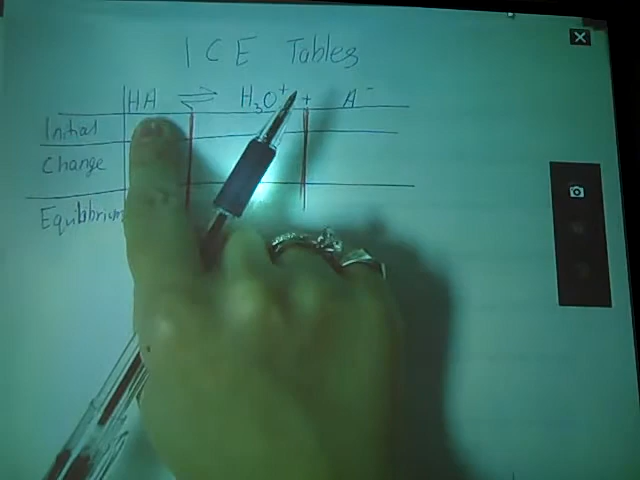 ICE Tables
HA ⇌ H₃O⁺ + A⁻
Initial
Change
Equilibrium